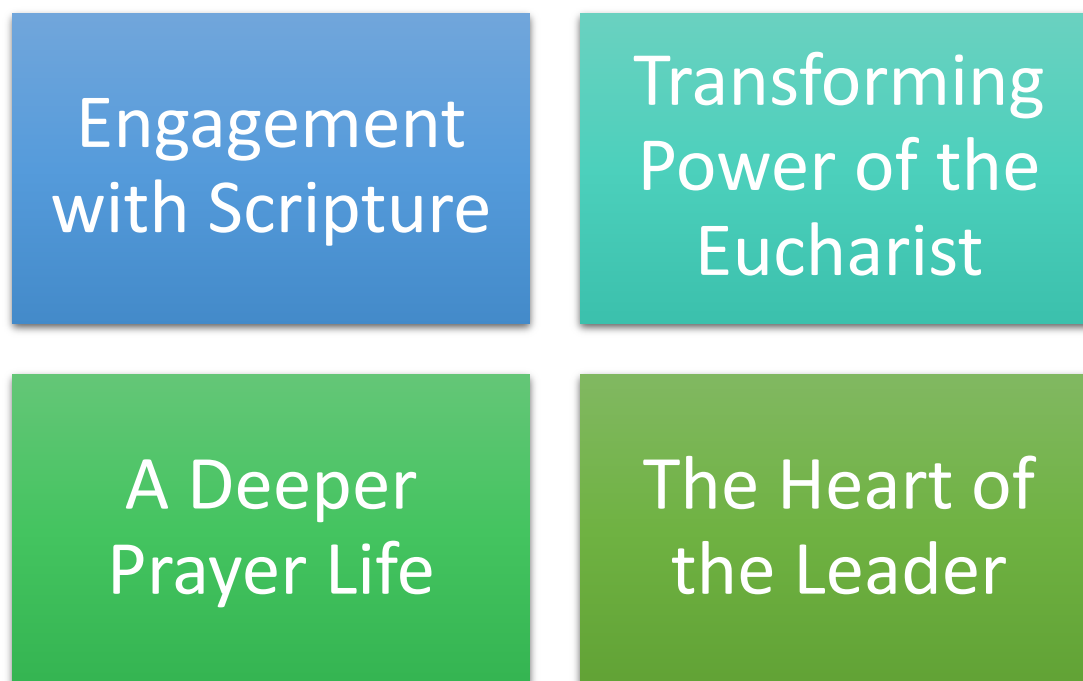 Engagement
with Scripture
Transforming
Power of the
Eucharist
A Deeper
Prayer Life
The Heart of
the Leader